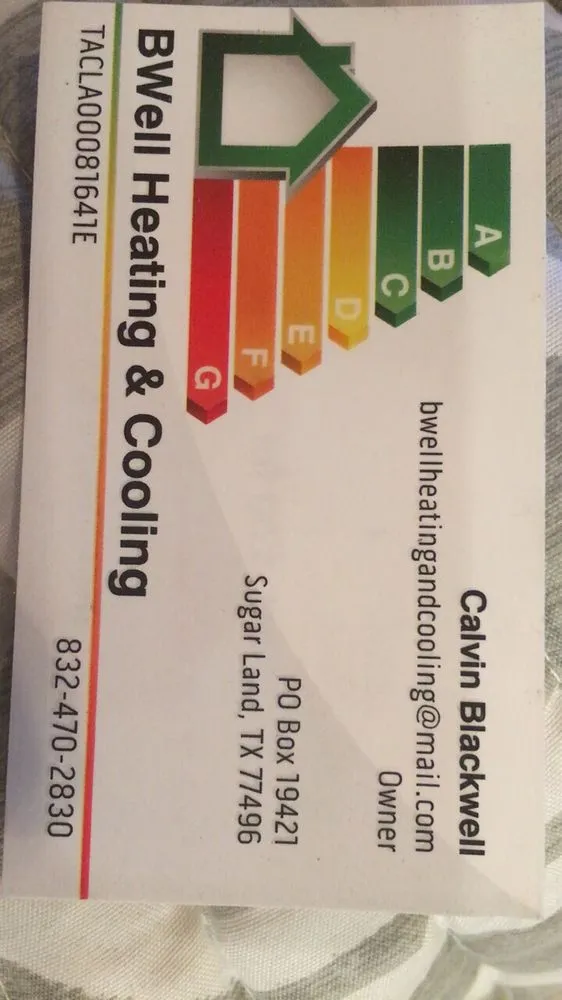 Calvin Blackwell
bwellheatingandcooling@mail.com
Owner
A
B
C
D
E
F
G
PO Box 19421
Sugar Land, TX 77496
BWell Heating & Cooling
TACLA00081641E
832-470-2830